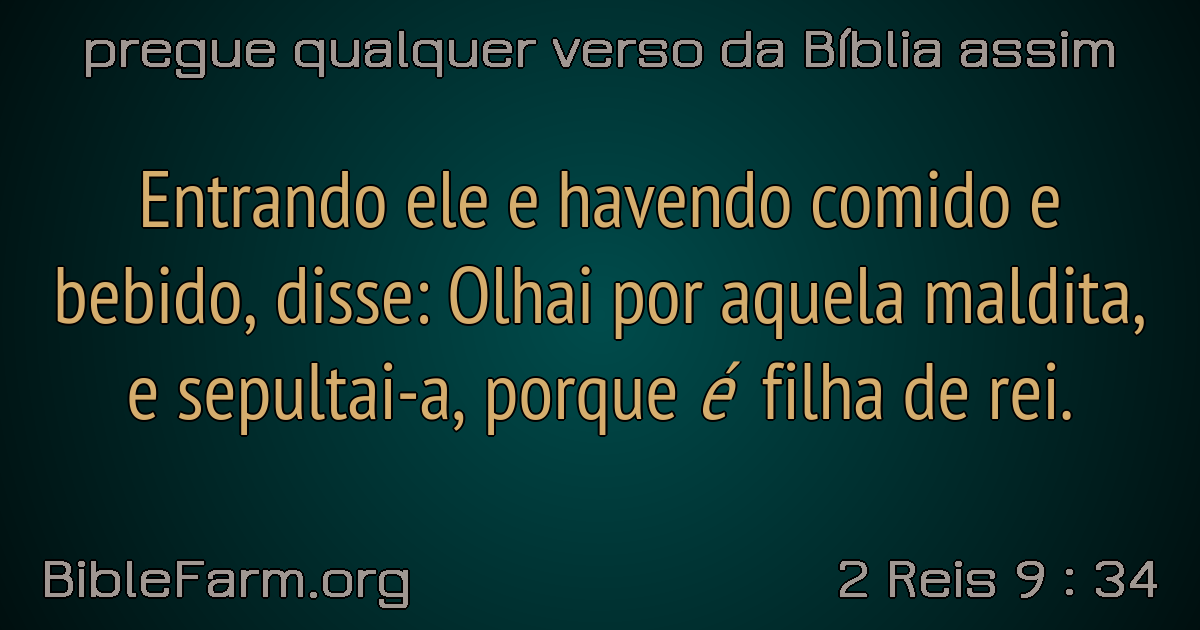 pregue qualquer verso da Bíblia assim
Entrando ele e havendo comido e
bebido, disse: Olhai por aquela maldita,
e sepultai-a, porque é filha de rei.
BibleFarm.org
2 Reis 9 : 34